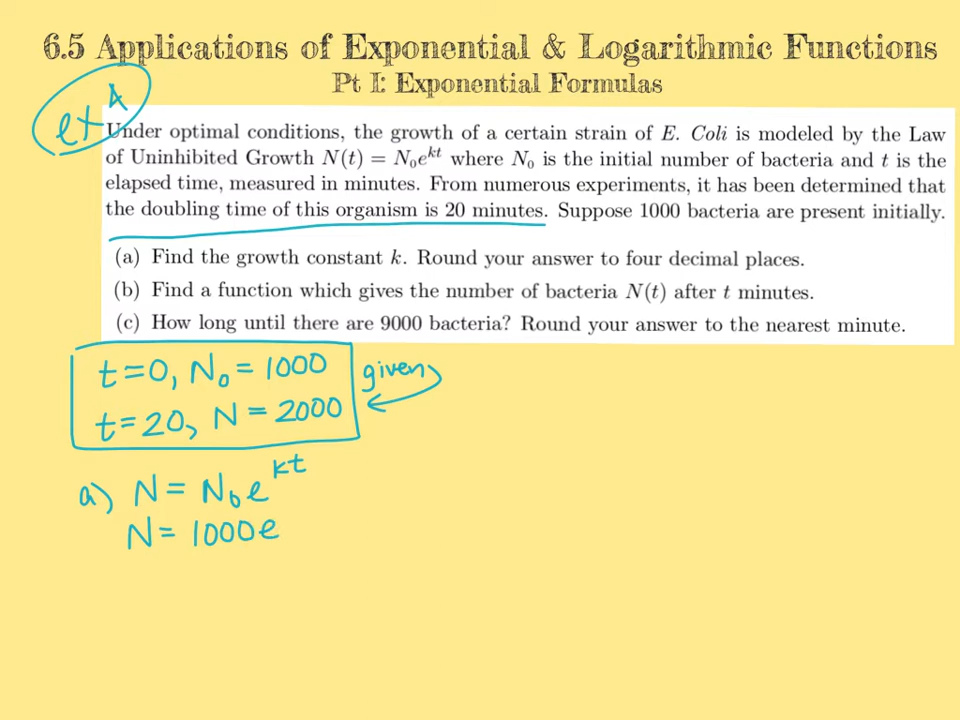 6.5 Applications of Exponential & Logarithmic Functions
Pt I: Exponential Formulas
ex 4
Under optimal conditions, the growth of a certain strain of E. Coli is modeled by the Law
of Uninhibited Growth N(t) = N₀eᵏᵗ where N₀ is the initial number of bacteria and t is the
elapsed time, measured in minutes. From numerous experiments, it has been determined that
the doubling time of this organism is 20 minutes. Suppose 1000 bacteria are present initially.
(a) Find the growth constant k. Round your answer to four decimal places.
(b) Find a function which gives the number of bacteria N(t) after t minutes.
(c) How long until there are 9000 bacteria? Round your answer to the nearest minute.
t=0, N₀ = 1000 given
t=20, N = 2000
a) N = N₀eᵏᵗ
N = 1000e